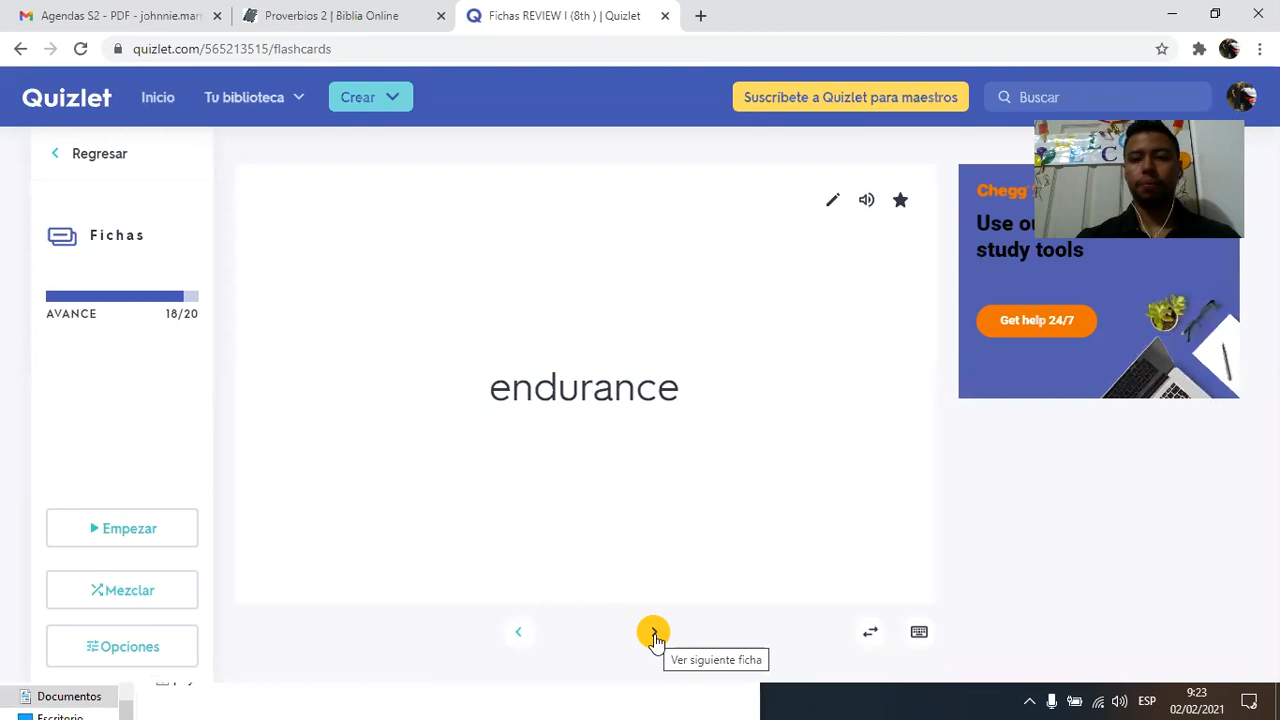 Agendas S2 - PDF - johnnie.mar
Proverbios 2 | Biblia Online
Fichas REVIEW I (8th ) | Quizlet
quizlet.com/565213515/flashcards
Quizlet
Inicio
Tu biblioteca
Crear
Suscríbete a Quizlet para maestros
Buscar
Regresar
Fichas
AVANCE 18/20
endurance
Empezar
Mezclar
Opciones
Ver siguiente ficha
Chegg
C
Use ou
study tools
Get help 24/7
Documentos
Escritorio
ESP
9:23
02/02/2021